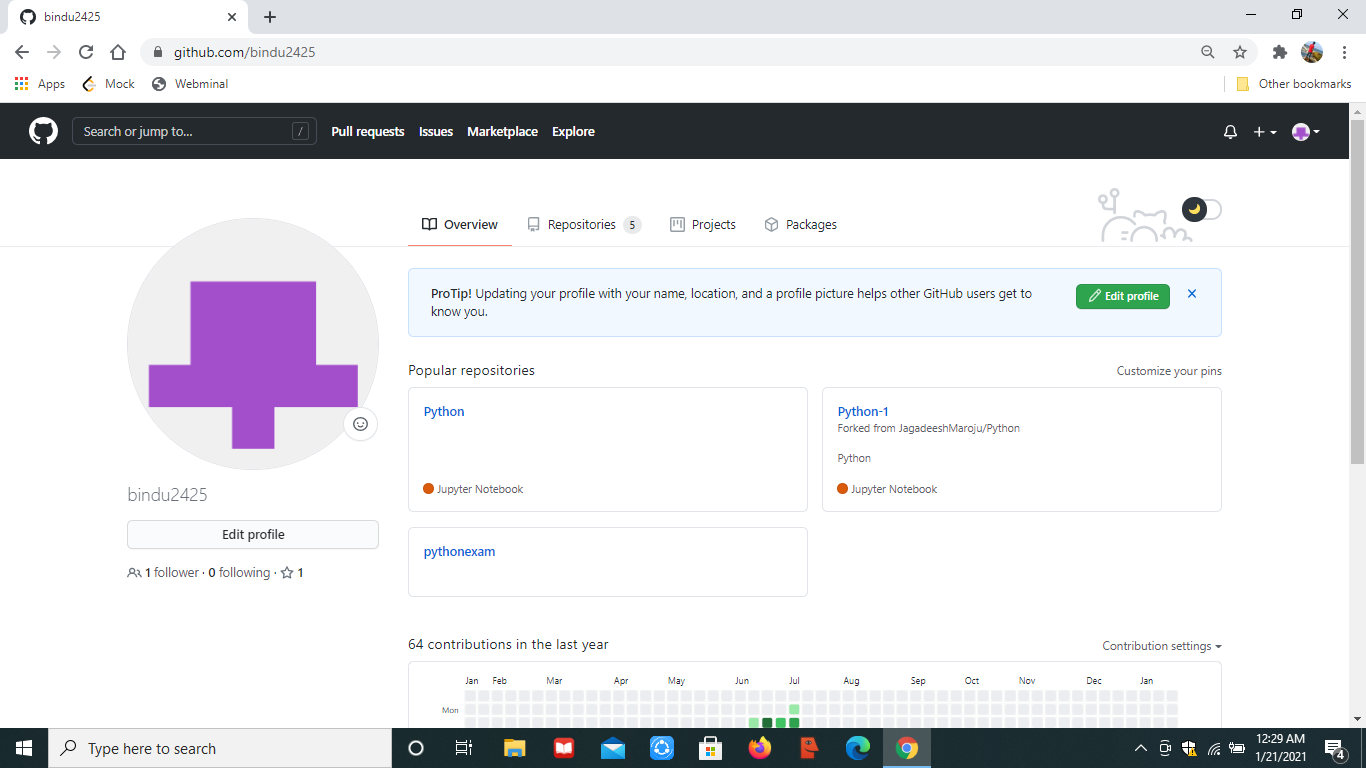 bindu2425
github.com/bindu2425
Apps Mock Webminal Other bookmarks
Search or jump to... / Pull requests Issues Marketplace Explore
Overview Repositories 5 Projects Packages
ProTip! Updating your profile with your name, location, and a profile picture helps other GitHub users get to
know you.
Edit profile
bindu2425
Edit profile
1 follower · 0 following · 1
Popular repositories Customize your pins
Python
Jupyter Notebook
Python-1
Forked from JagadeeshMaroju/Python
Python
Jupyter Notebook
pythonexam
64 contributions in the last year Contribution settings
Jan Feb Mar Apr May Jun Jul Aug Sep Oct Nov Dec Jan
Mon
Type here to search
12:29 AM
1/21/2021
4